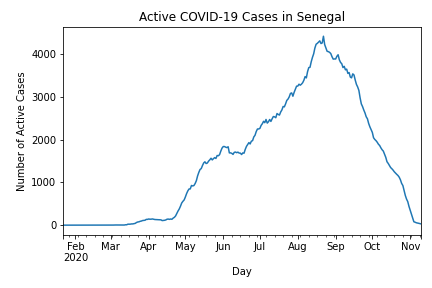 Active COVID-19 Cases in Senegal
Number of Active Cases
4000
3000
2000
1000
0
Feb Mar Apr May Jun Jul Aug Sep Oct Nov
2020
Day